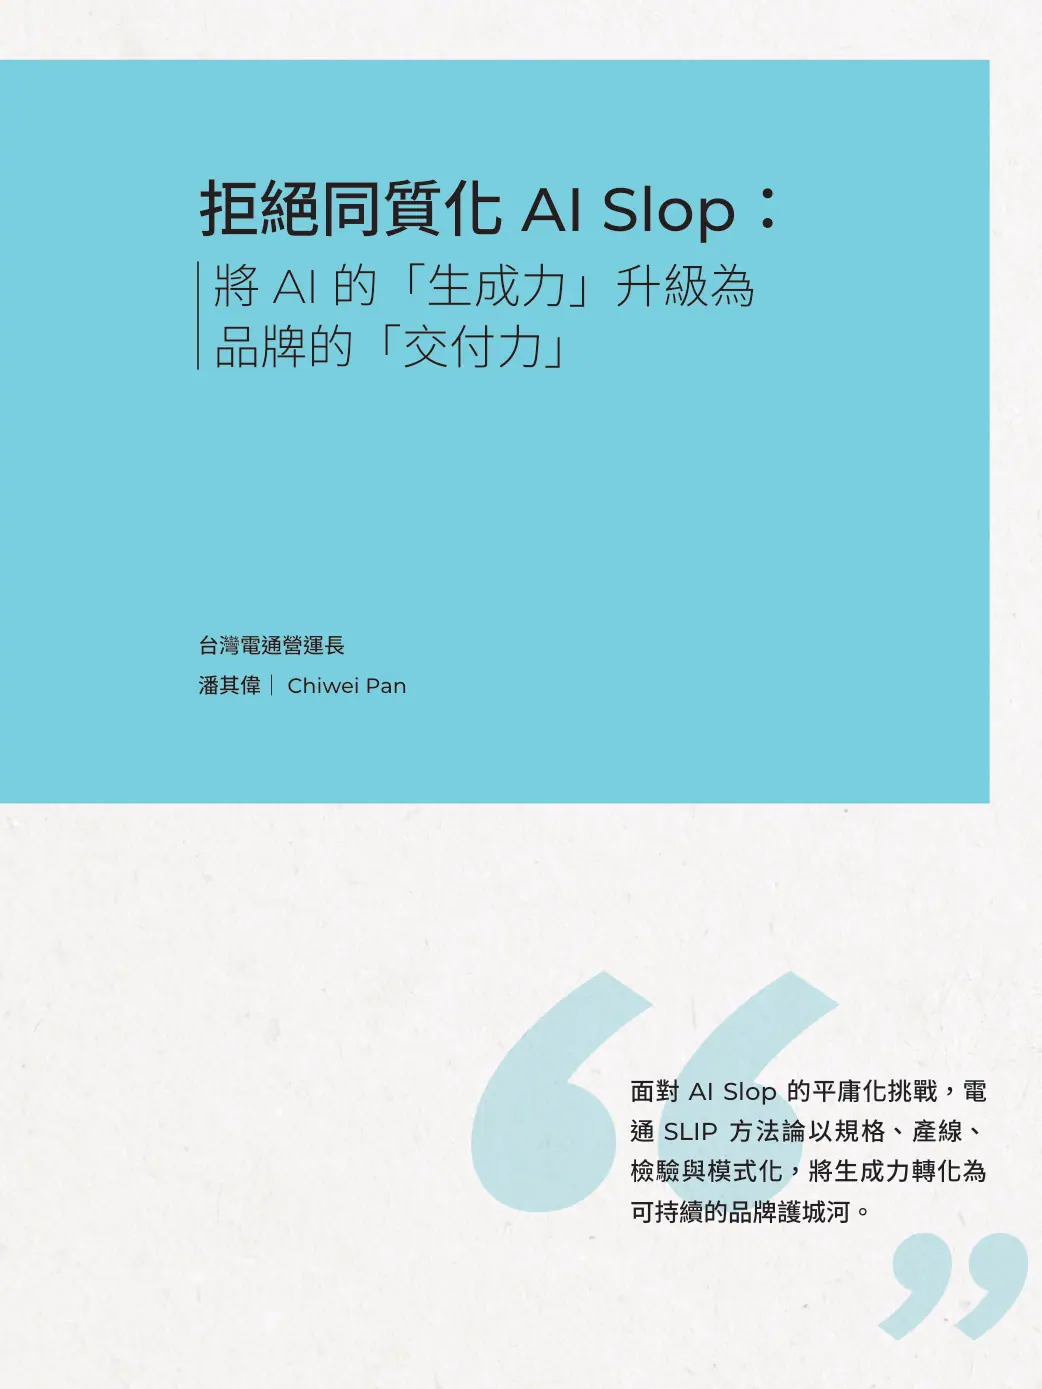 拒絕同質化 AI Slop：
將 AI 的「生成力」升級為
品牌的「交付力」
台灣電通營運長
潘其偉｜ Chiwei Pan
面對 AI Slop 的平庸化挑戰，電
通 SLIP 方法論以規格、產線、
檢驗與模式化，將生成力轉化為
可持續的品牌護城河。